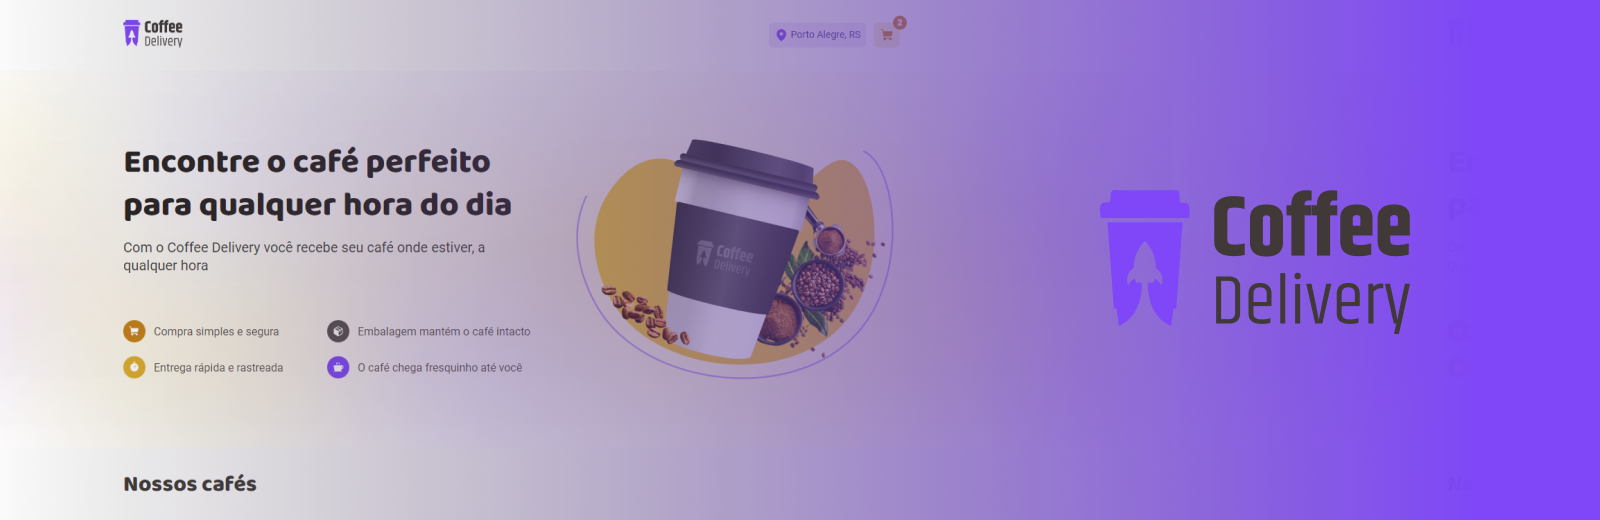 Coffee
Delivery
Porto Alegre, RS
2
Encontre o café perfeito
para qualquer hora do dia
Com o Coffee Delivery você recebe seu café onde estiver, a
qualquer hora
Compra simples e segura
Embalagem mantém o café intacto
Entrega rápida e rastreada
O café chega fresquinho até você
Coffee
Delivery
Coffee
Delivery
Nossos cafés